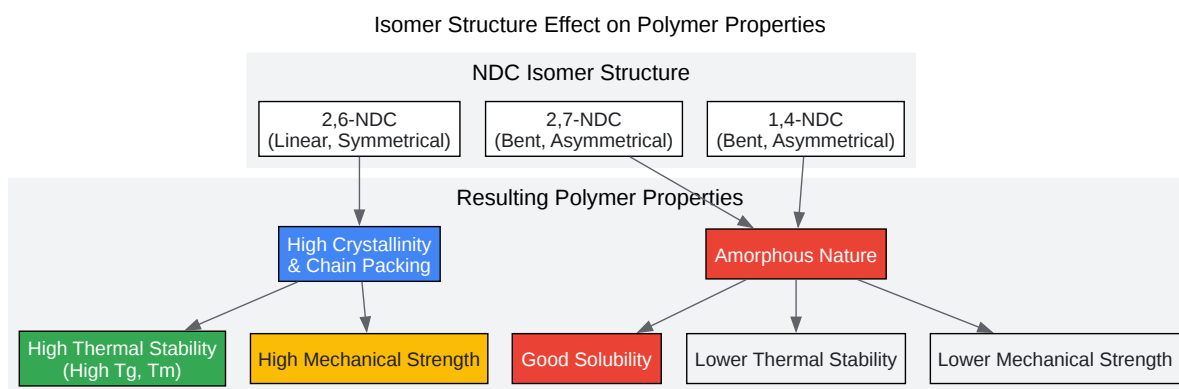 Isomer Structure Effect on Polymer Properties
NDC Isomer Structure
2,6-NDC
(Linear, Symmetrical)
2,7-NDC
(Bent, Asymmetrical)
1,4-NDC
(Bent, Asymmetrical)
Resulting Polymer Properties
High Crystallinity
& Chain Packing
Amorphous Nature
High Thermal Stability
(High Tg, Tm)
High Mechanical Strength
Good Solubility
Lower Thermal Stability
Lower Mechanical Strength